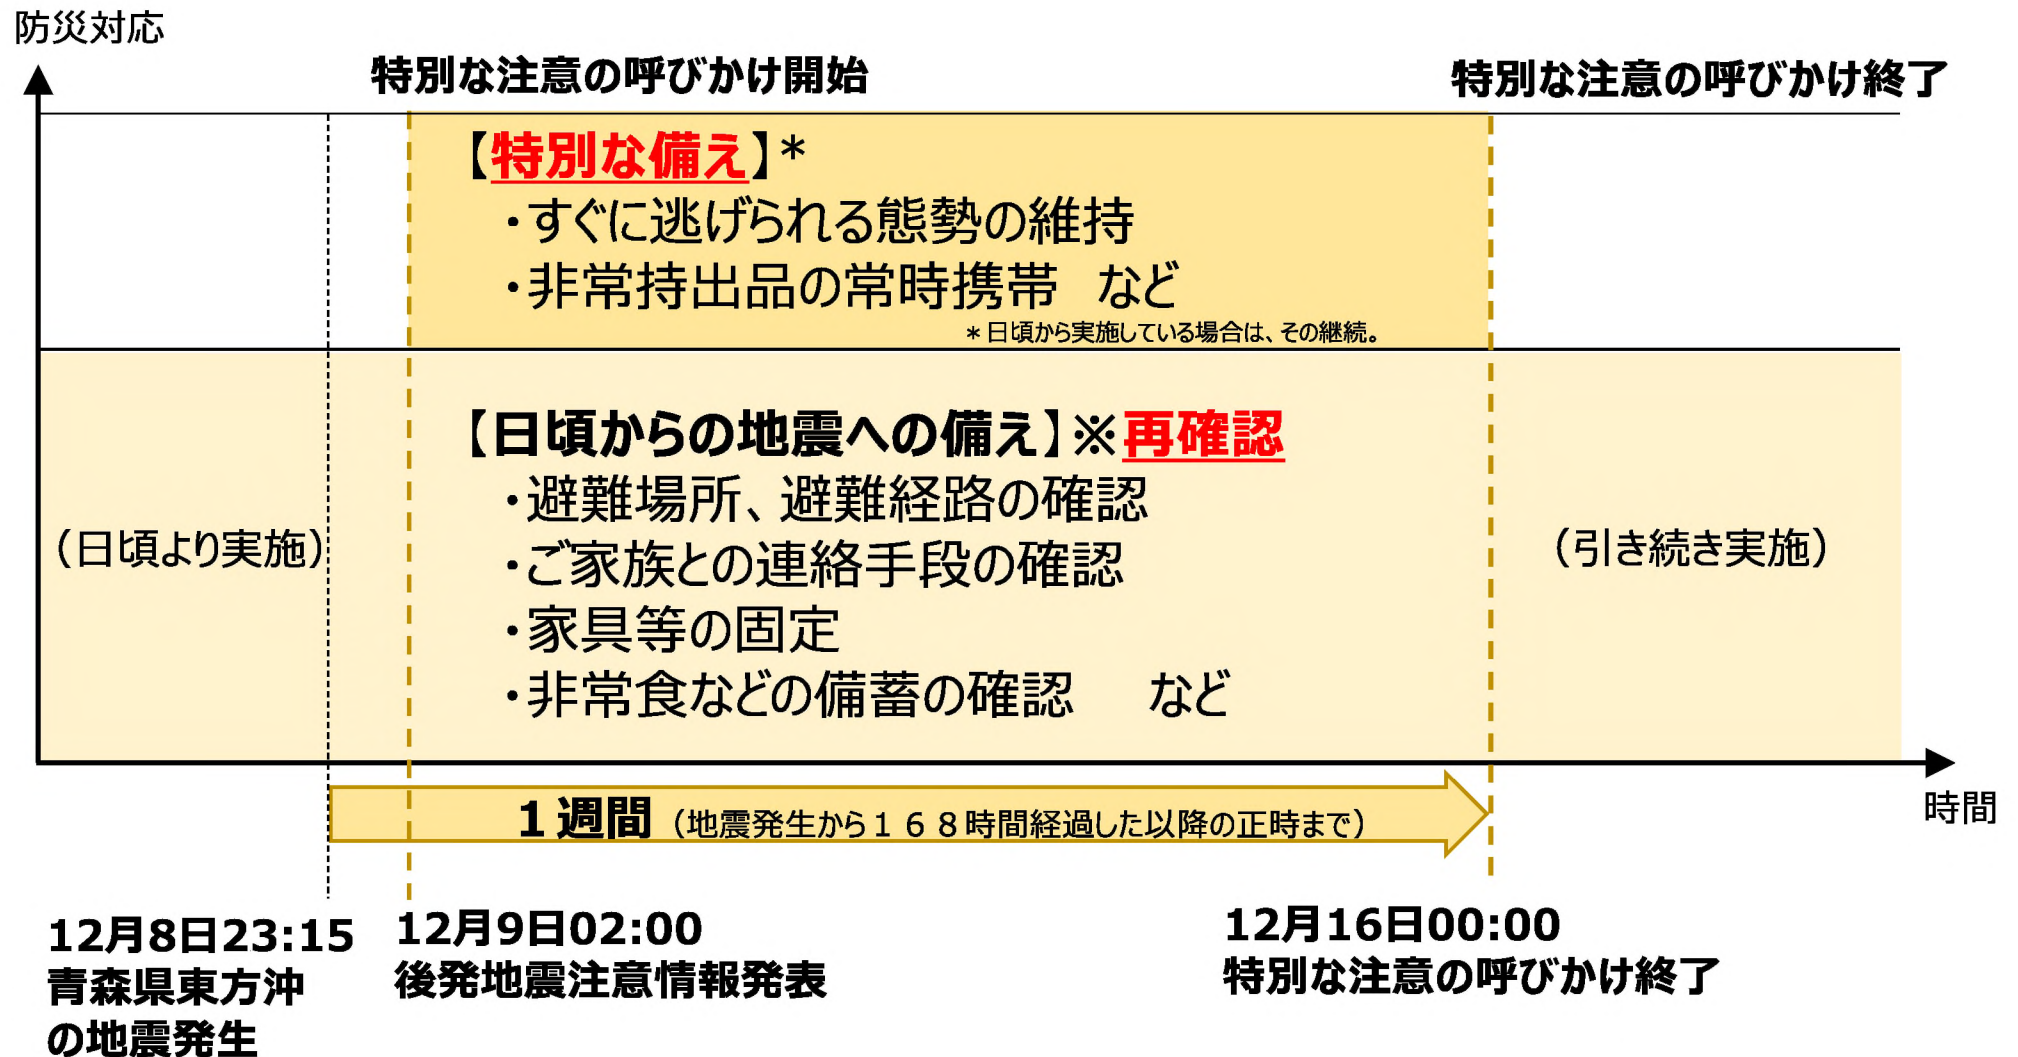 防災対応
特別な注意の呼びかけ開始
特別な注意の呼びかけ終了
【特別な備え】*
・すぐに逃げられる態勢の維持
・非常持出品の常時携帯　など
*日頃から実施している場合は、その継続。
【日頃からの地震への備え】※再確認
・避難場所、避難経路の確認
・ご家族との連絡手段の確認
・家具等の固定
・非常食などの備蓄の確認　など
（日頃より実施）
（引き続き実施）
１週間（地震発生から１６８時間経過した以降の正時まで）
時間
12月8日23:15
青森県東方沖
の地震発生
12月9日02:00
後発地震注意情報発表
12月16日00:00
特別な注意の呼びかけ終了